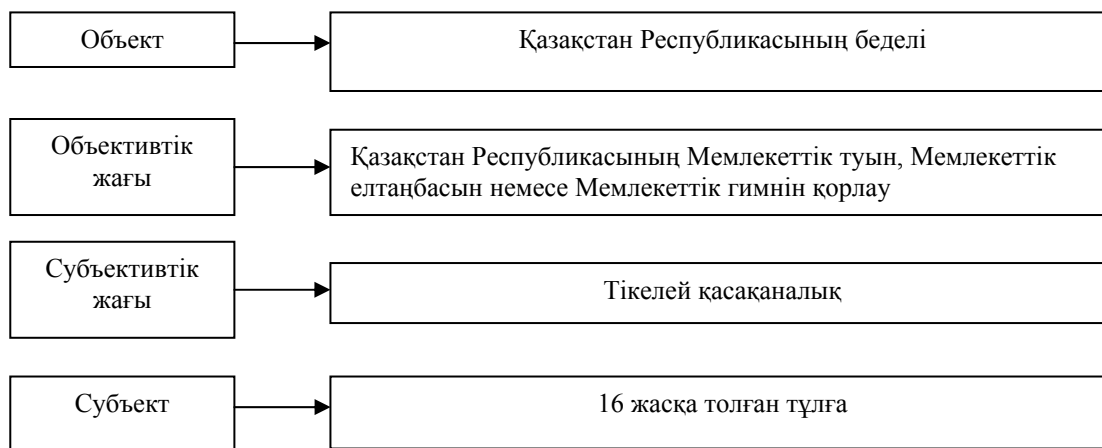 Объект
Қазақстан Республикасының беделі
Объективтік
жағы
Қазақстан Республикасының Мемлекеттік туын, Мемлекеттік
елтаңбасын немесе Мемлекеттік гимнін қорлау
Субъективтік
жағы
Тікелей қасақаналық
Субъект
16 жасқа толған тұлға